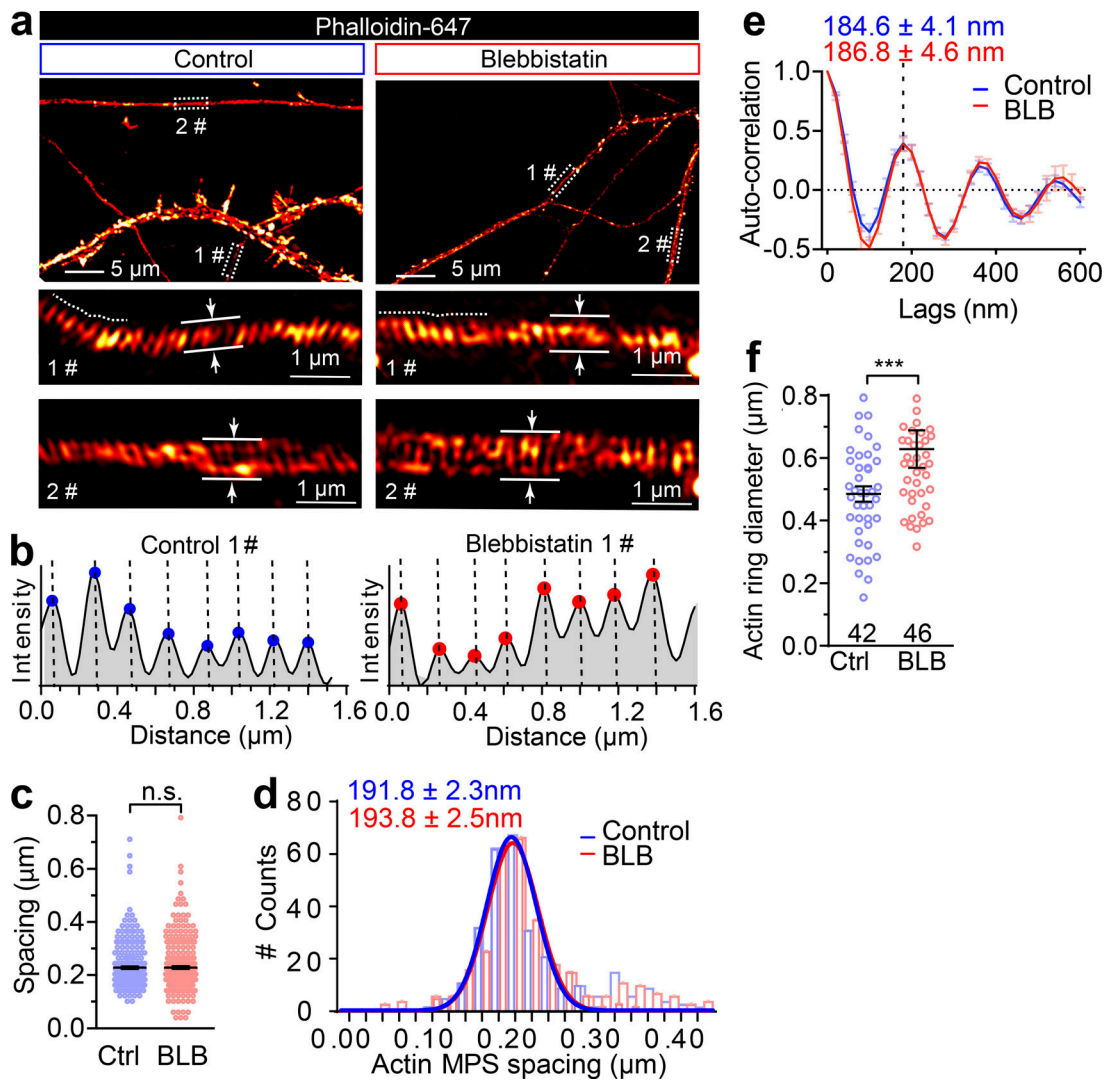 a
Phalloidin-647
Control
Blebbistatin
2 #
1 #
5 µm
1 #
2 #
5 µm
1 #
1 µm
1 #
1 µm
2 #
1 µm
2 #
1 µm
b
Control 1#
Blebbistatin 1#
Intensity
0.0 0.4 0.8 1.2 1.6
Distance (µm)
Intensity
0.0 0.4 0.8 1.2 1.6
Distance (µm)
c
n.s.
Spacing (µm)
0.8
0.6
0.4
0.2
0.0
Ctrl BLB
d
191.8 ± 2.3nm
193.8 ± 2.5nm
Control
BLB
# Counts
80
60
40
20
0
0.00 0.10 0.20 0.30 0.40
Actin MPS spacing (µm)
e
184.6 ± 4.1 nm
186.8 ± 4.6 nm
Control
BLB
Auto-correlation
1.0
0.5
0.0
-0.5
0 200 400 600
Lags (nm)
f
***
Actin ring diameter (µm)
0.8
0.6
0.4
0.2
0.0
42 46
Ctrl BLB